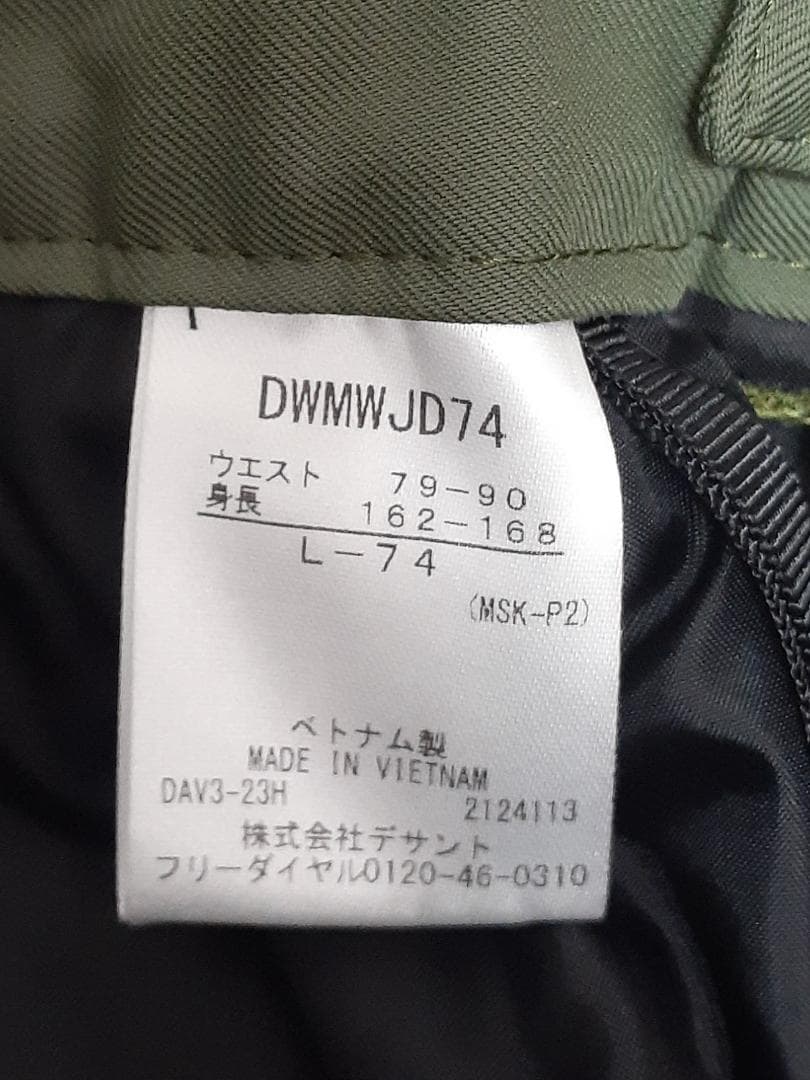 DWMWJD74
ウエスト 79-90
身長 162-168
L-74
(MSK-P2)
ベトナム製
MADE IN VIETNAM
DAV3-23H 2124113
株式会社デサント
フリーダイヤル0120-46-0310